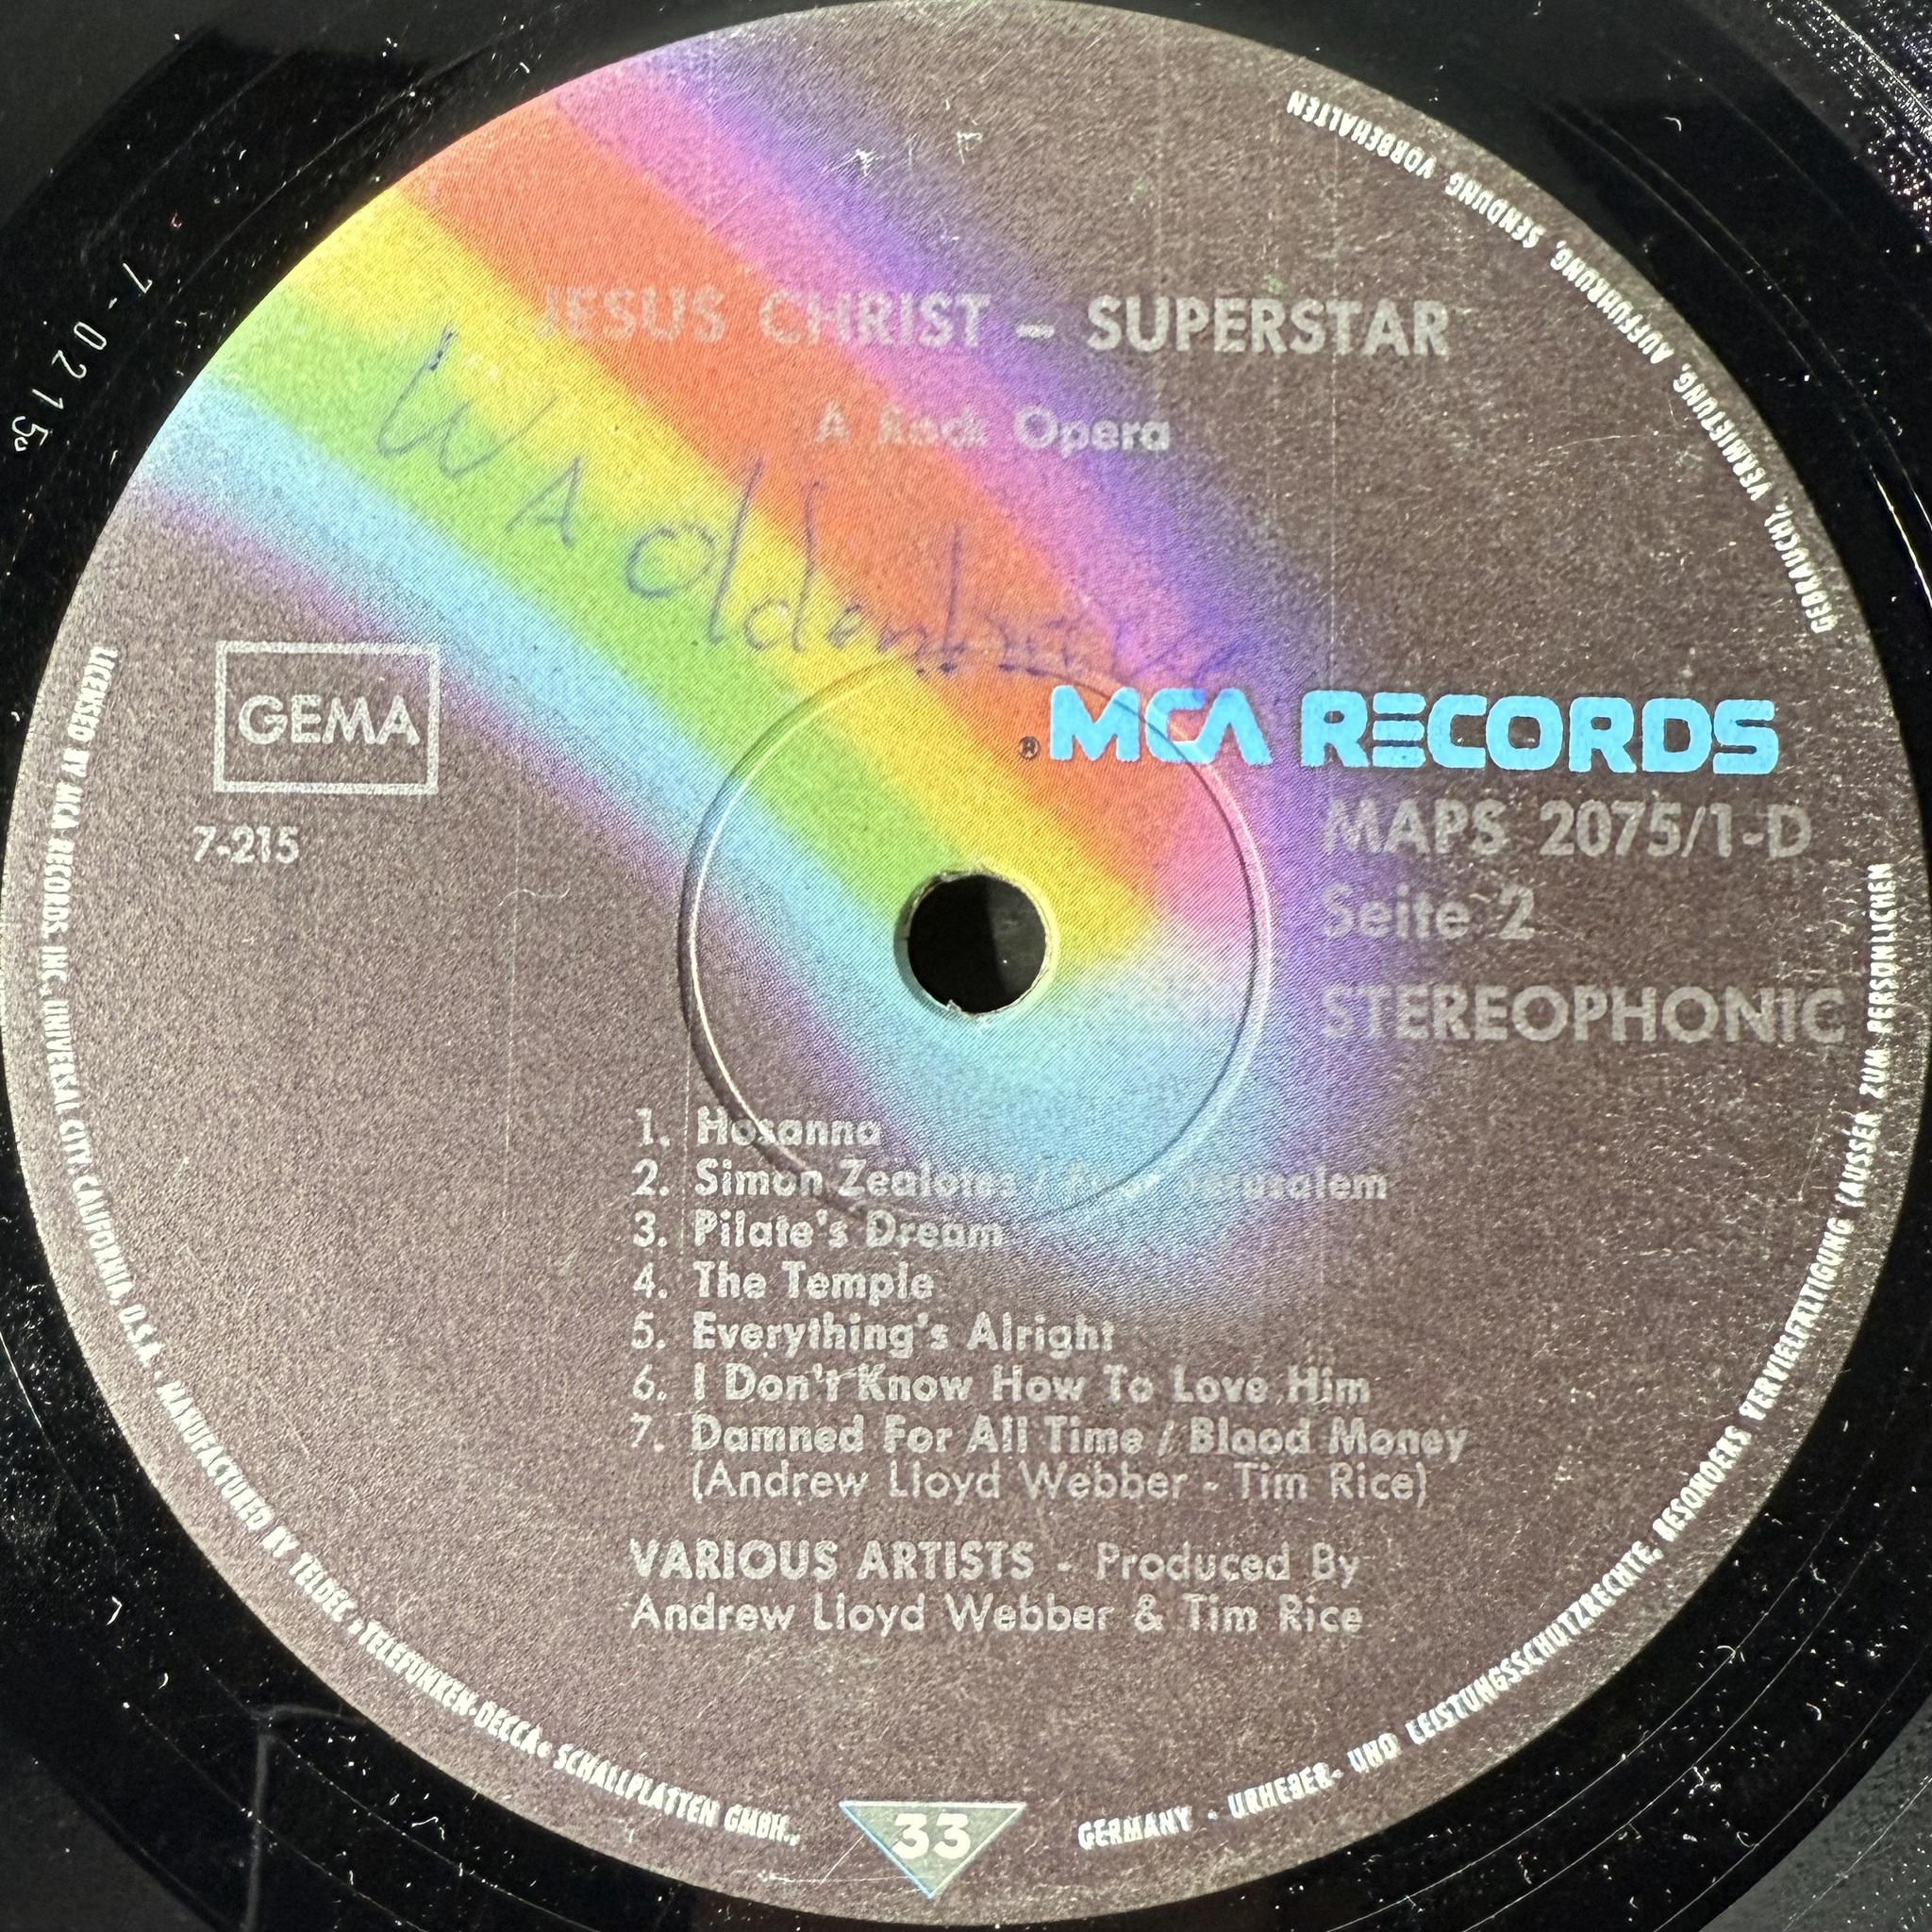 JESUS CHRIST – SUPERSTAR
A Rock Opera
W A Oldenburg
GEMA
7-215
® MCA RECORDS
MAPS 2075/1-D
Seite 2
STEREOPHONIC
1. Hosanna
2. Simon Zealotes / Poor Jerusalem
3. Pilate's Dream
4. The Temple
5. Everything's Alright
6. I Don't Know How To Love Him
7. Damned For All Time / Blood Money
(Andrew Lloyd Webber - Tim Rice)
VARIOUS ARTISTS - Produced By
Andrew Lloyd Webber & Tim Rice
33
LICENSED BY MCA RECORDS INC. UNIVERSAL CITY, CALIFORNIA, U.S.A. · MANUFACTURED BY TELDEC „TELEFUNKEN-DECCA« SCHALLPLATTEN GMBH.,
GERMANY - URHEBER- UND LEISTUNGSSCHUTZRECHTE, BESONDERS VERVIELFÄLTIGUNG (AUSSER ZUM PERSÖNLICHEN
GEBRAUCH), VERMIETUNG, AUFFÜHRUNG, SENDUNG, VORBEHALTEN
7-0215